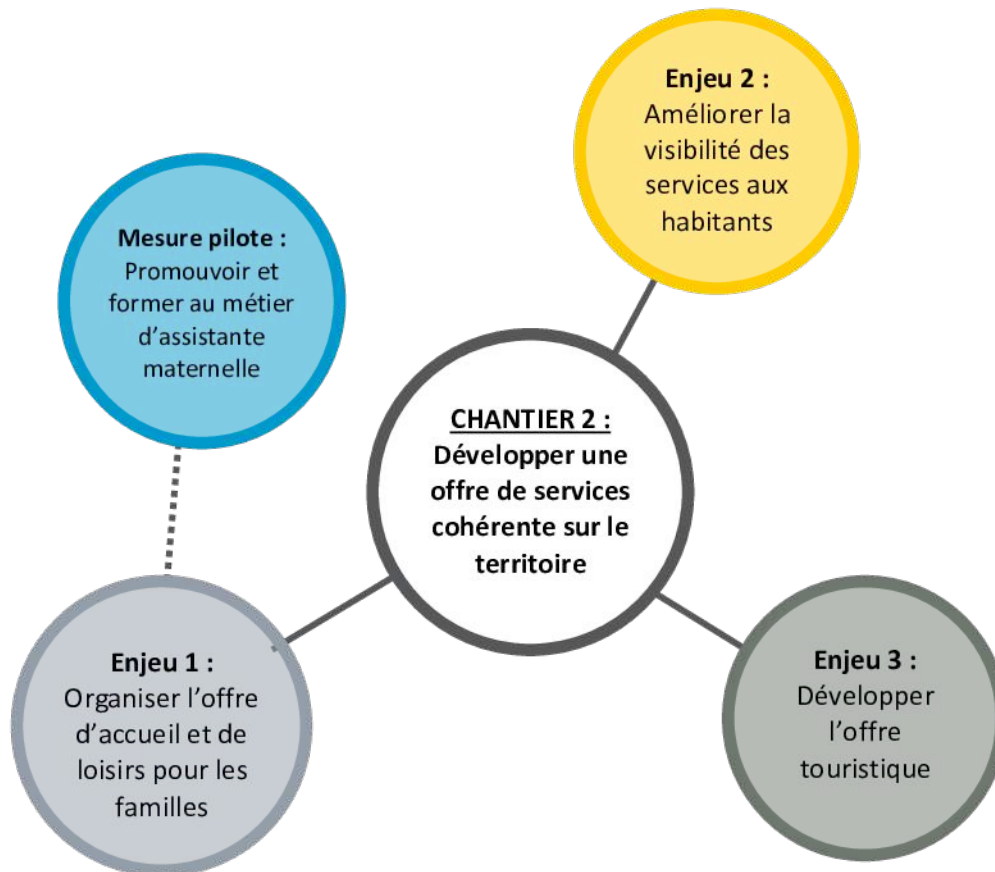 Enjeu 2 :
Améliorer la
visibilité des
services aux
habitants
Mesure pilote :
Promouvoir et
former au métier
d’assistante
maternelle
CHANTIER 2 :
Développer une
offre de services
cohérente sur le
territoire
Enjeu 1 :
Organiser l’offre
d’accueil et de
loisirs pour les
familles
Enjeu 3 :
Développer
l’offre
touristique